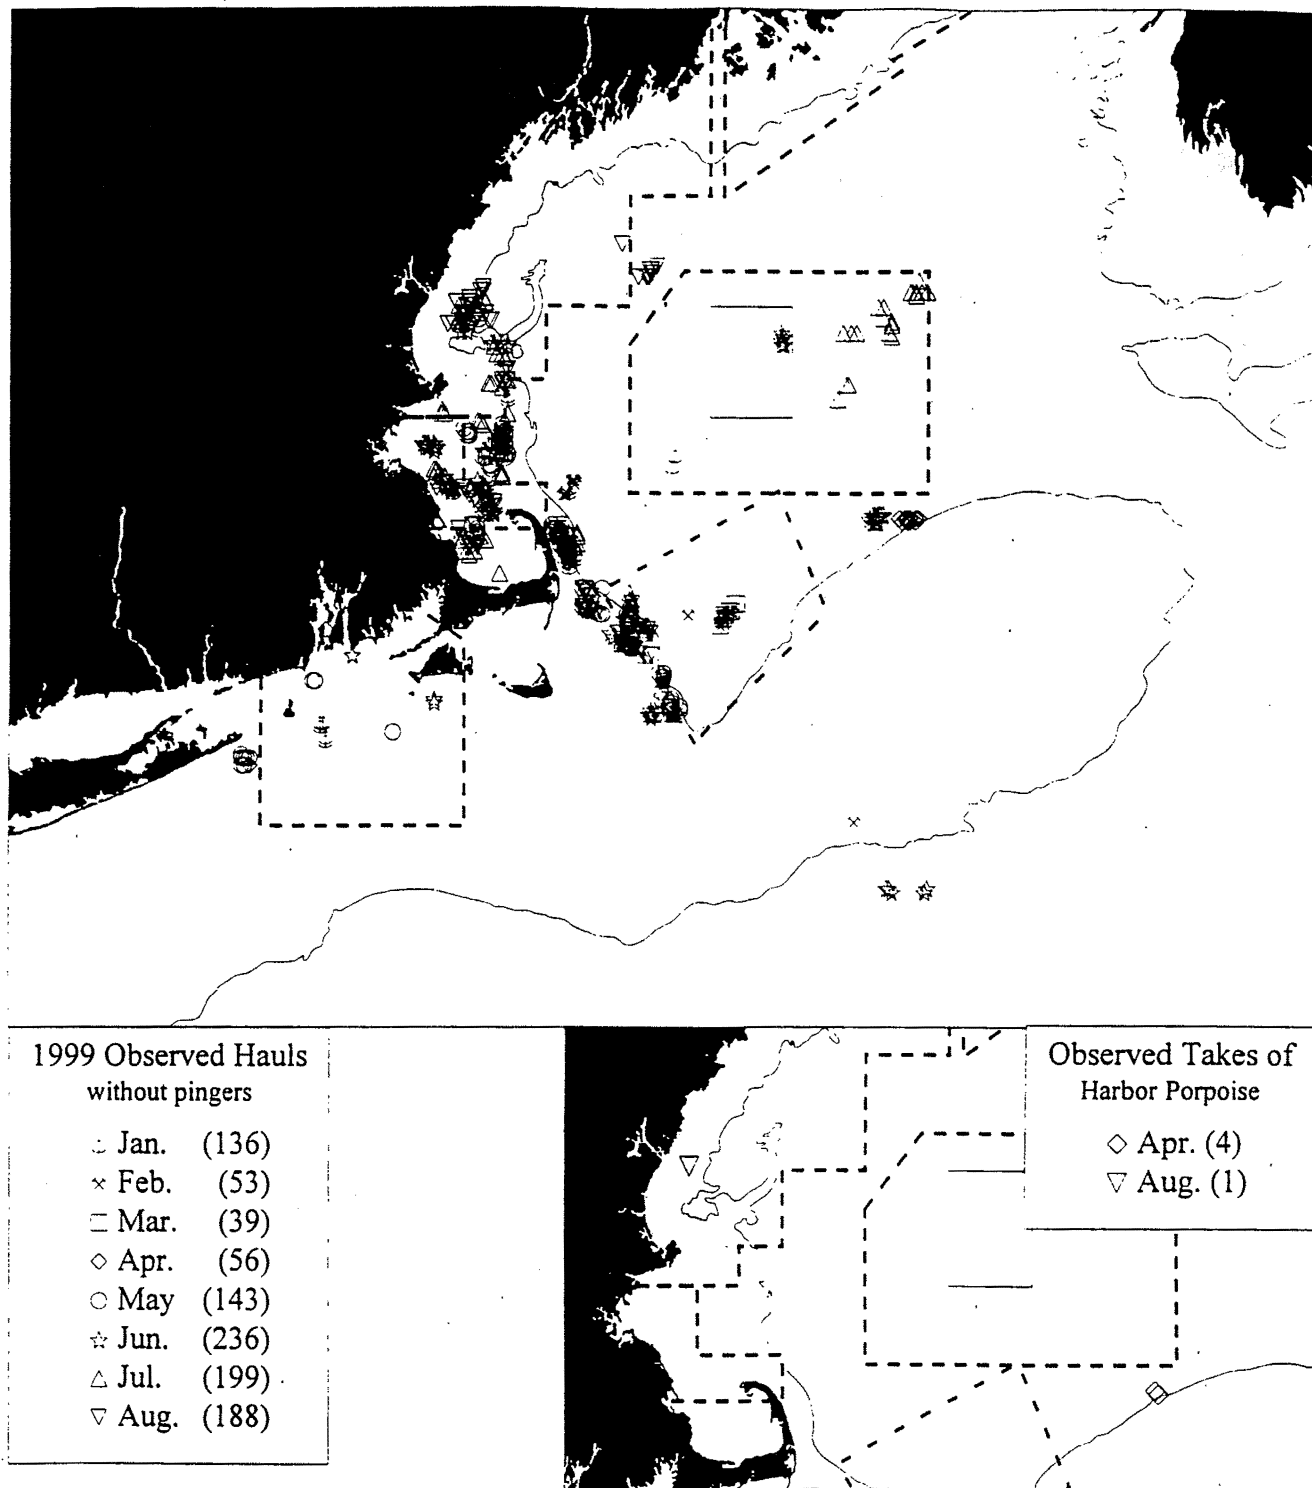 1999 Observed Hauls
without pingers
Jan. (136)
Feb. (53)
Mar. (39)
Apr. (56)
May (143)
Jun. (236)
Jul. (199)
Aug. (188)
Observed Takes of
Harbor Porpoise
Apr. (4)
Aug. (1)